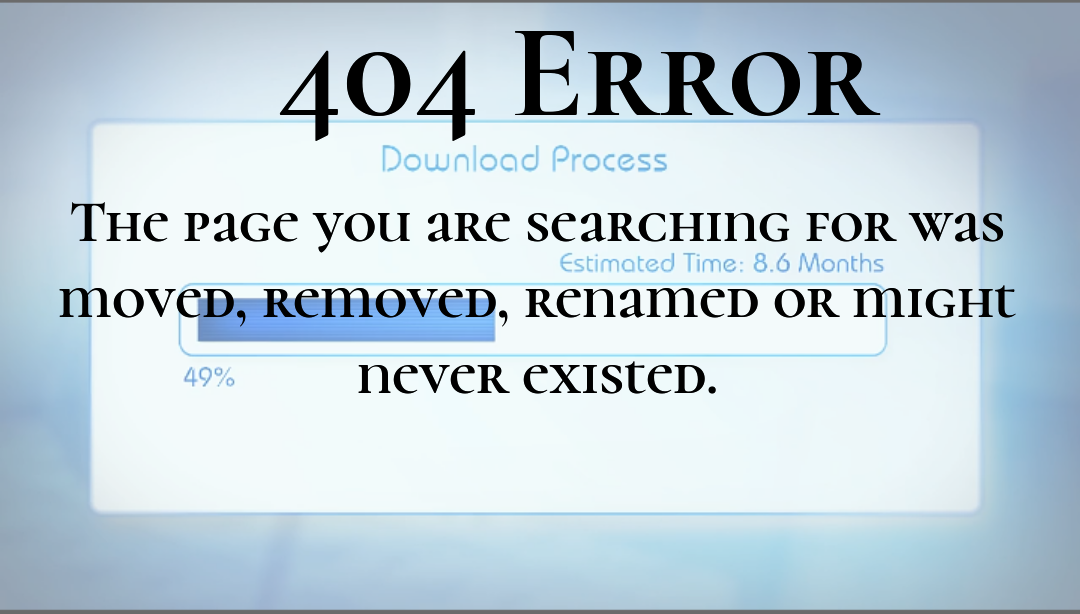 404 Error
Download Process
The page you are searching for was
Estimated Time: 8.6 Months
moved, removed, renamed or might
49%
never existed.